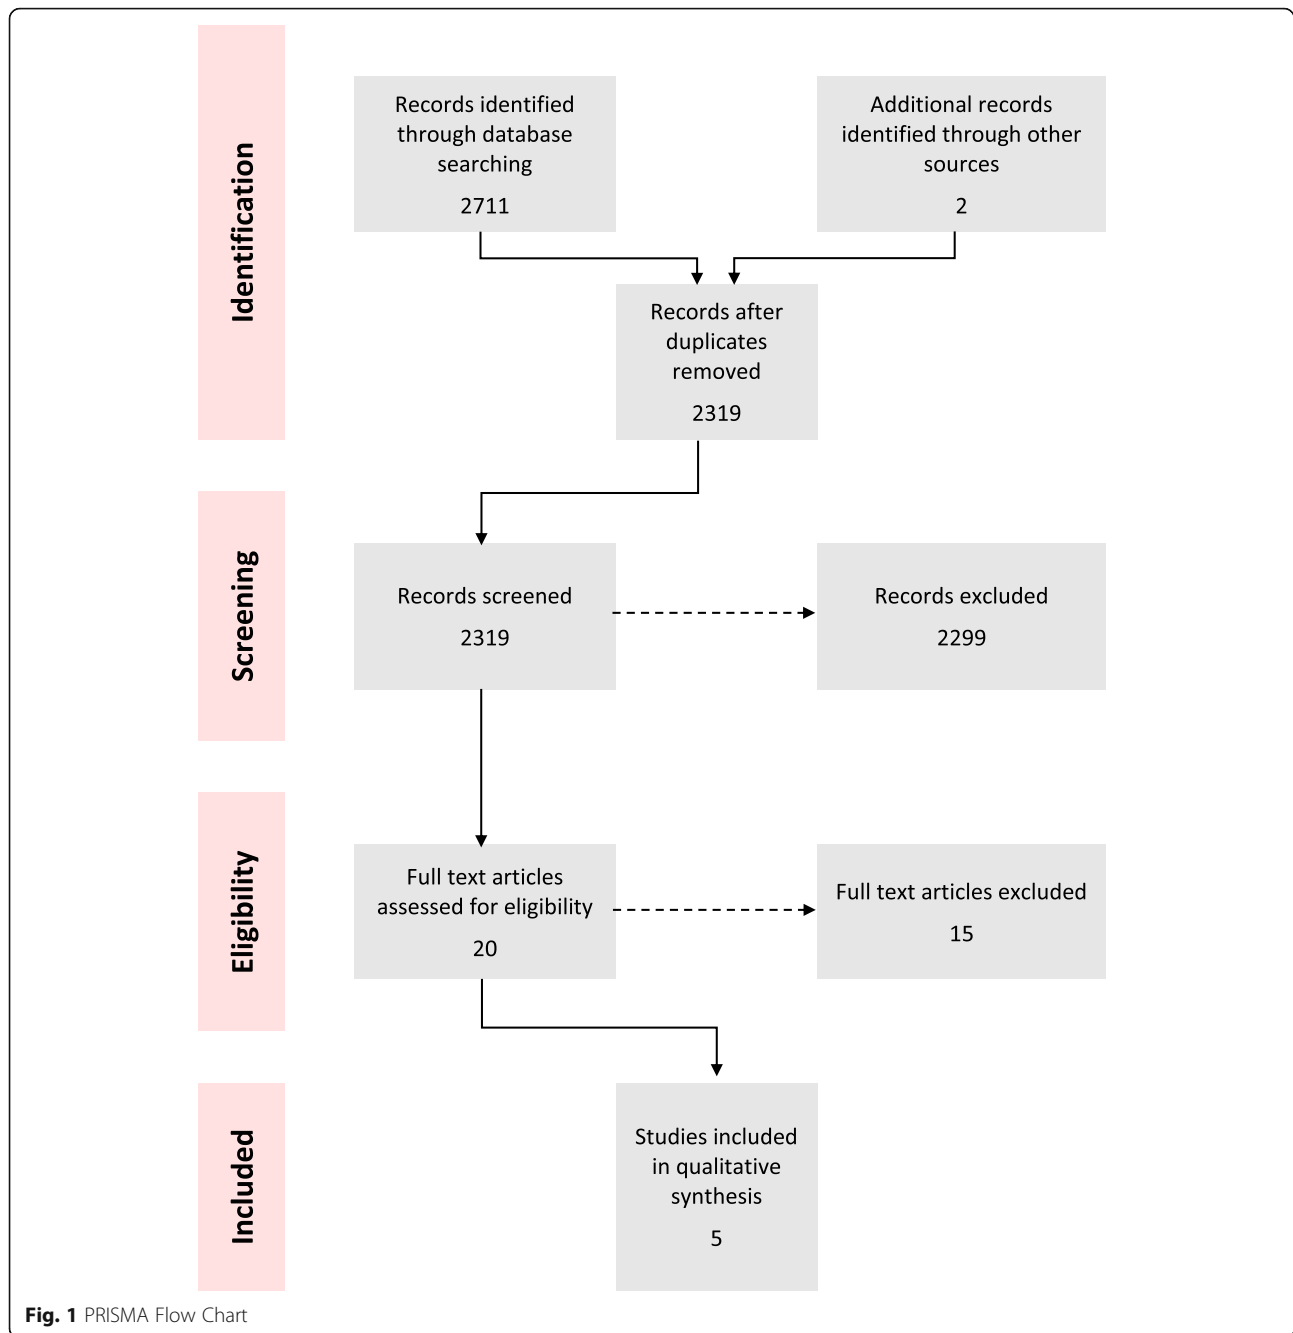 Identification
Records identified
through database
searching
2711
Additional records
identified through other
sources
2
Records after
duplicates
removed
2319
Screening
Records screened
2319
Records excluded
2299
Eligibility
Full text articles
assessed for eligibility
20
Full text articles excluded
15
Included
Studies included
in qualitative
synthesis
5
Fig. 1 PRISMA Flow Chart